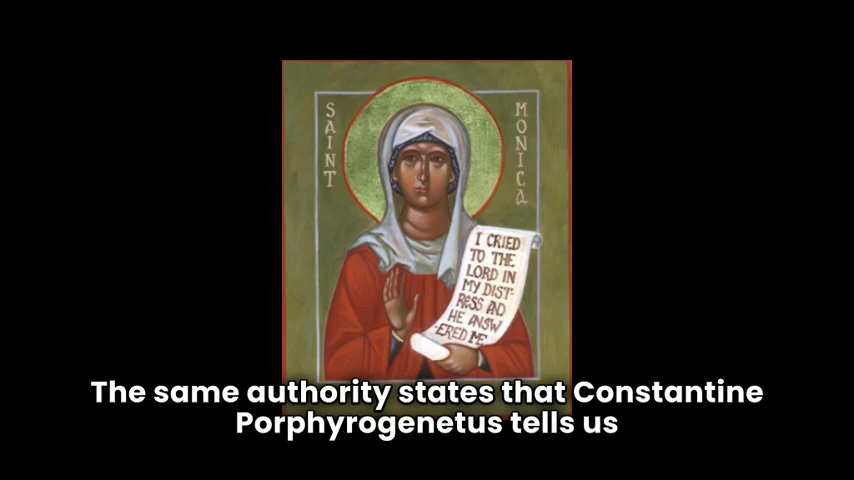 SAINT
MONICA
I CRIED
TO THE
LORD IN
MY DIST-
RESS AND
HE ANSW
-ERED ME.
The same authority states that Constantine
Porphyrogenetus tells us